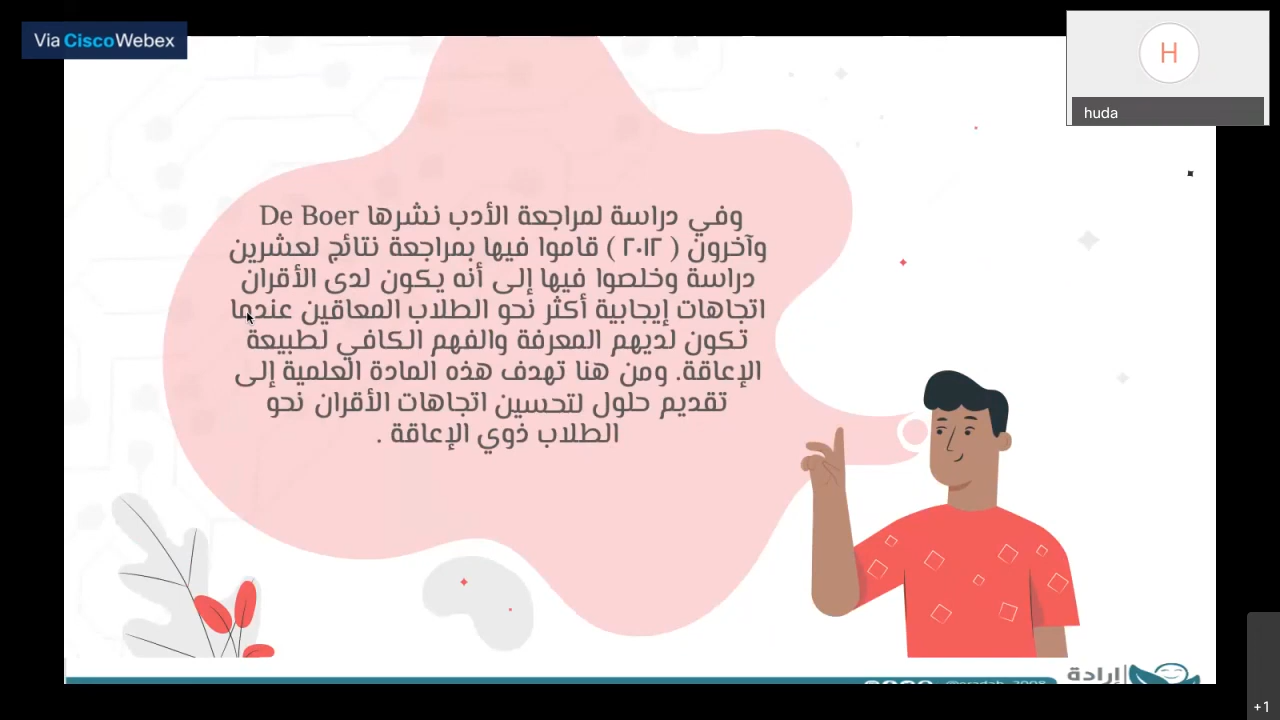 Via CiscoWebex
H
huda
وفي دراسة لمراجعة الأدب نشرها De Boer
وآخرون ( ٢٠١٢ ) قاموا فيها بمراجعة نتائج لعشرين
دراسة وخلصوا فيها إلى أنه يكون لدى الأقران
اتجاهات إيجابية أكثر نحو الطلاب المعاقين عندما
تكون لديهم المعرفة والفهم الكافي لطبيعة
الإعاقة. ومن هنا تهدف هذه المادة العلمية إلى
تقديم حلول لتحسين اتجاهات الأقران نحو
الطلاب ذوي الإعاقة .
إرادة
+1